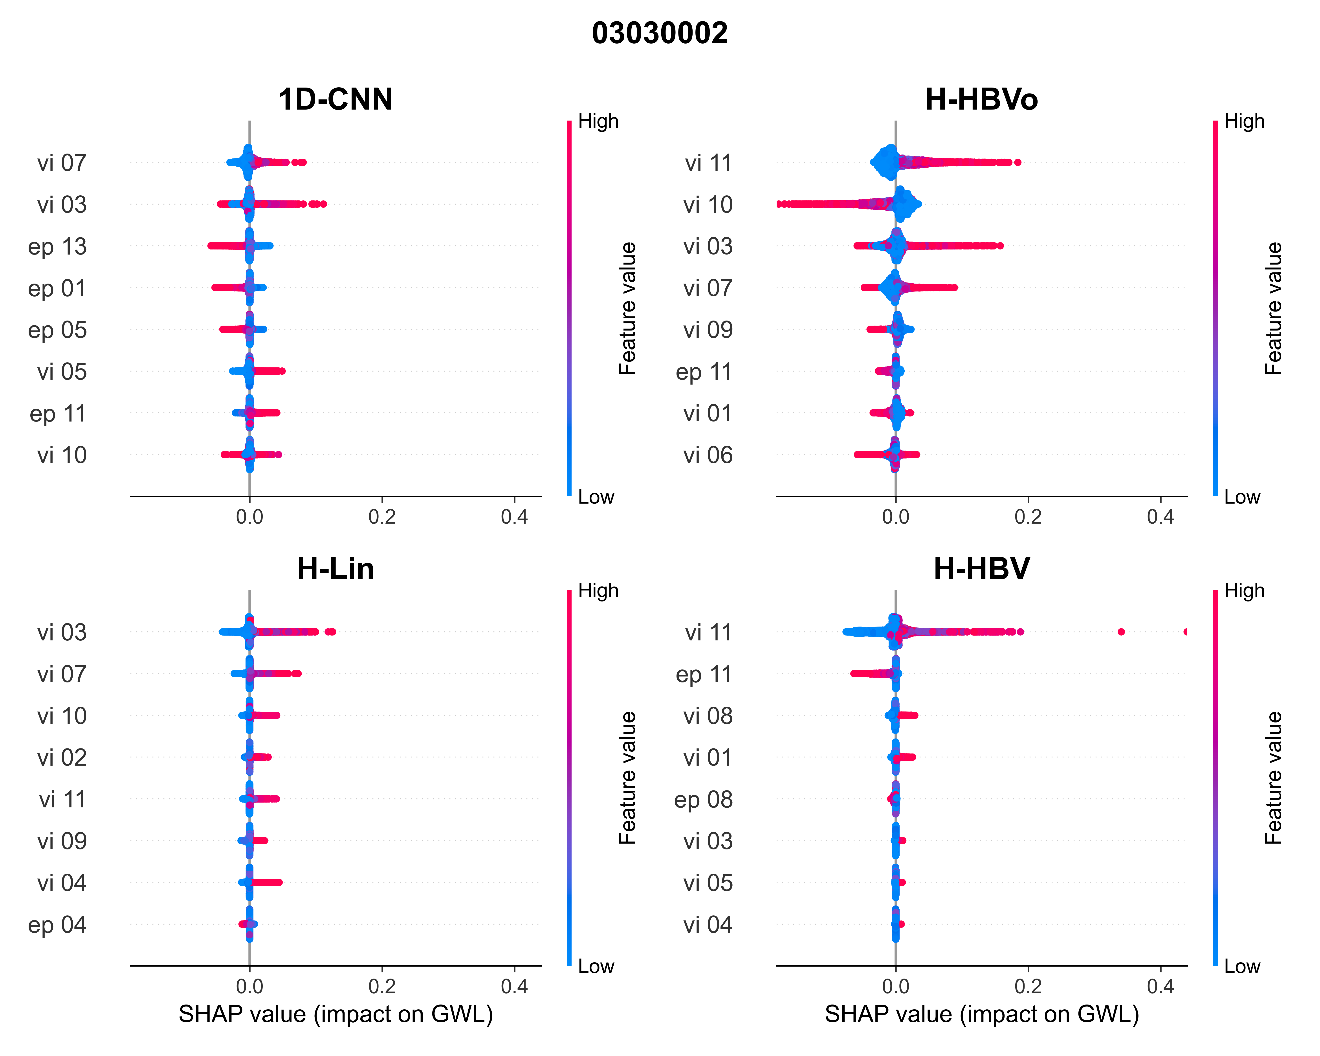 03030002
1D-CNN
High
vi 07
vi 03
ep 13
ep 01
ep 05
vi 05
ep 11
vi 10
Feature value
Low
0.0 0.2 0.4
H-HBVo
High
vi 11
vi 10
vi 03
vi 07
vi 09
ep 11
vi 01
vi 06
Feature value
Low
0.0 0.2 0.4
H-Lin
High
vi 03
vi 07
vi 10
vi 02
vi 11
vi 09
vi 04
ep 04
Feature value
Low
0.0 0.2 0.4
SHAP value (impact on GWL)
H-HBV
High
vi 11
ep 11
vi 08
vi 01
ep 08
vi 03
vi 05
vi 04
Feature value
Low
0.0 0.2 0.4
SHAP value (impact on GWL)